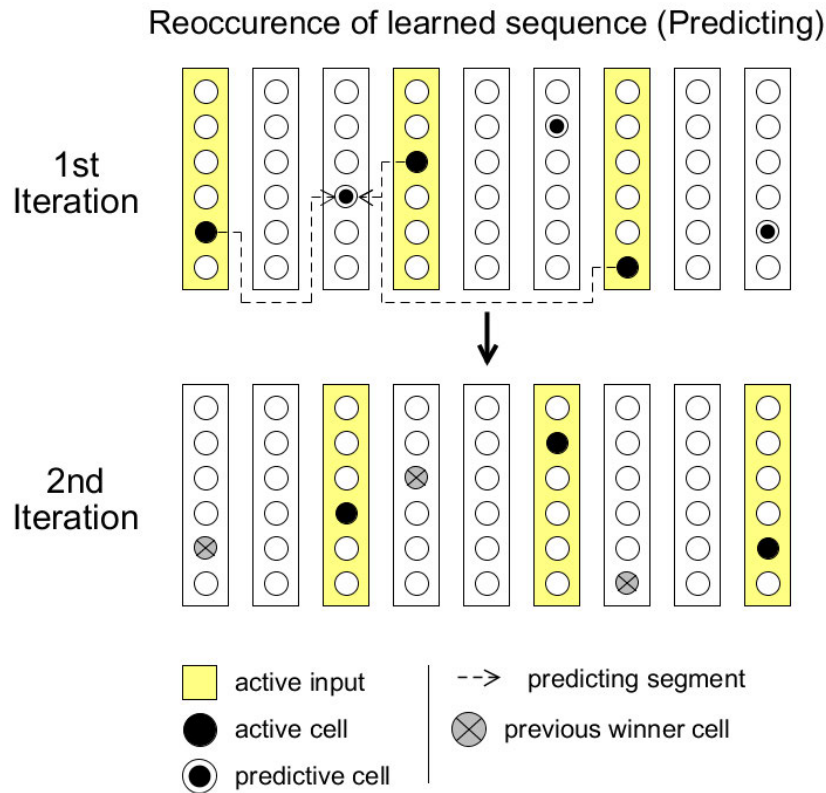 Reoccurence of learned sequence (Predicting)
1st
Iteration
2nd
Iteration
active input
active cell
predictive cell
predicting segment
previous winner cell